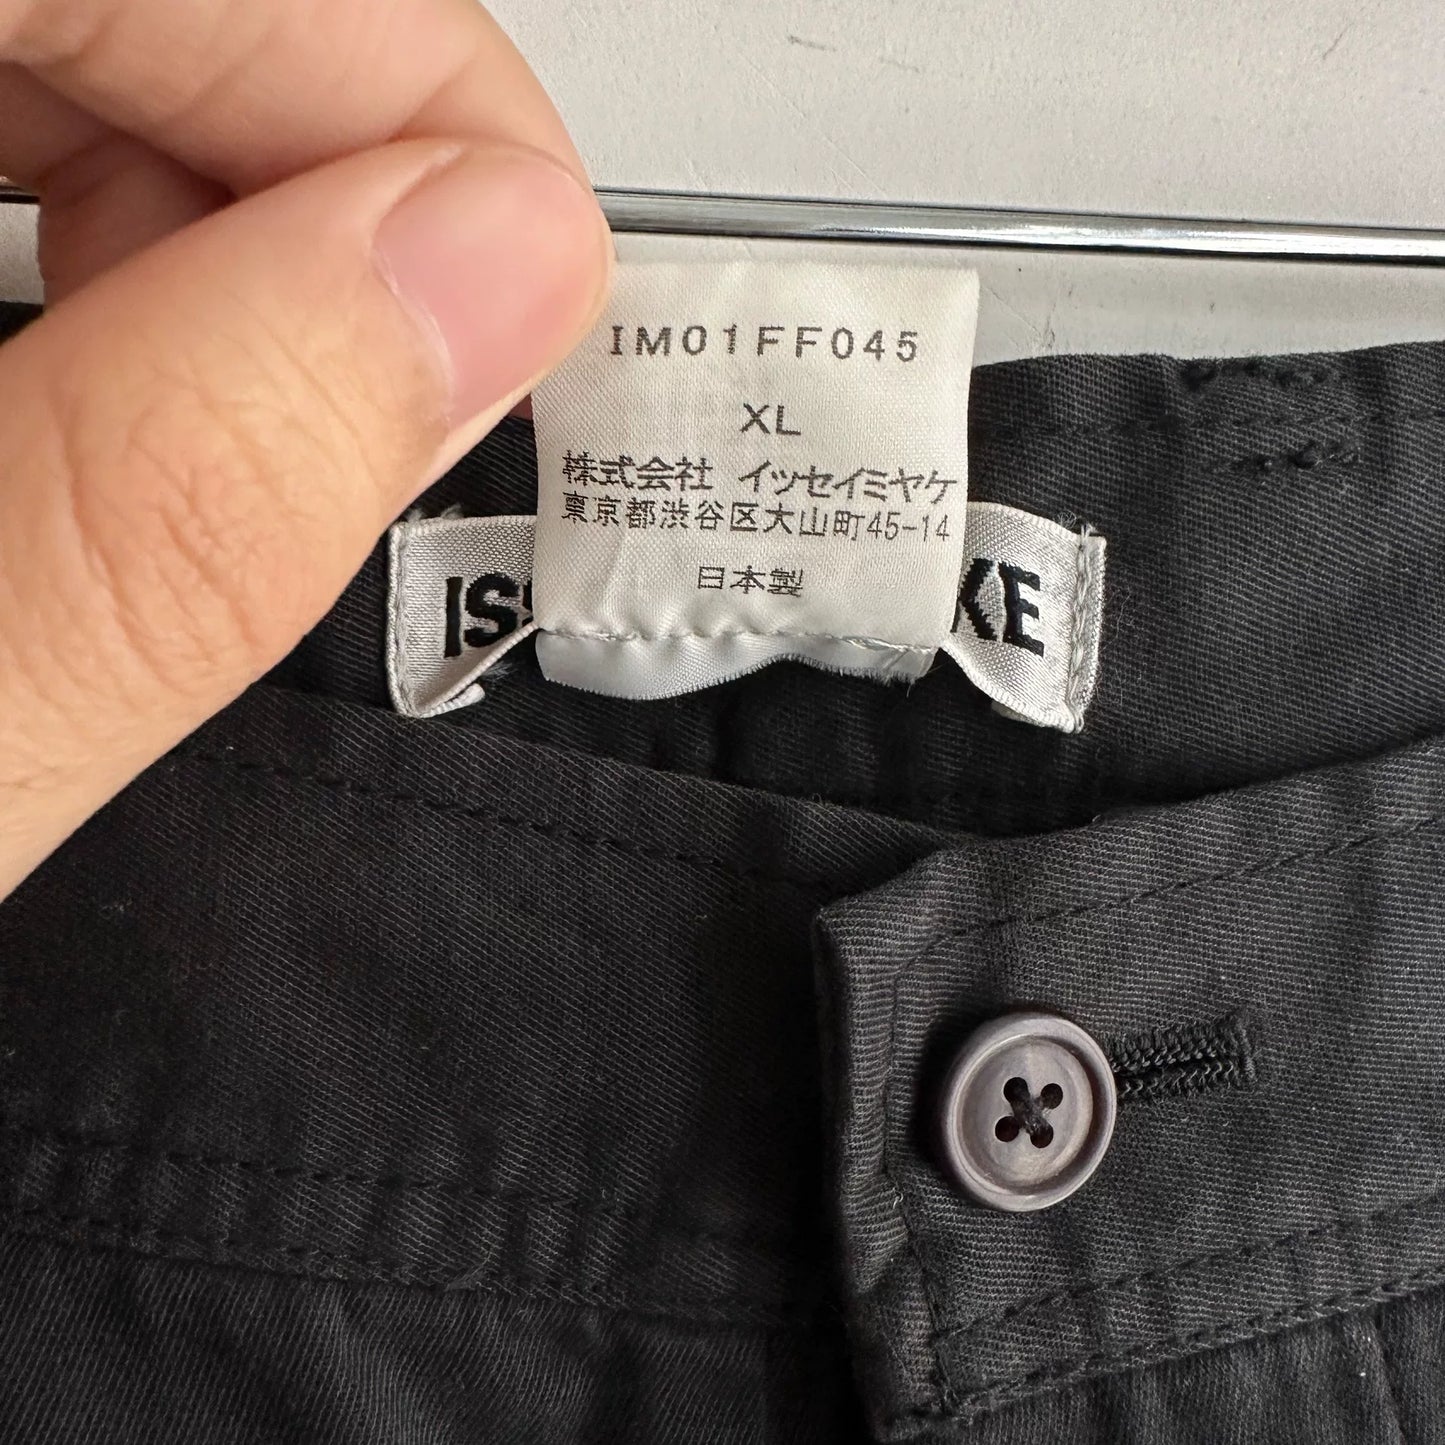 IM01FF045
XL
株式会社 イッセイミヤケ
東京都渋谷区大山町45-14
日本製
IS
KE